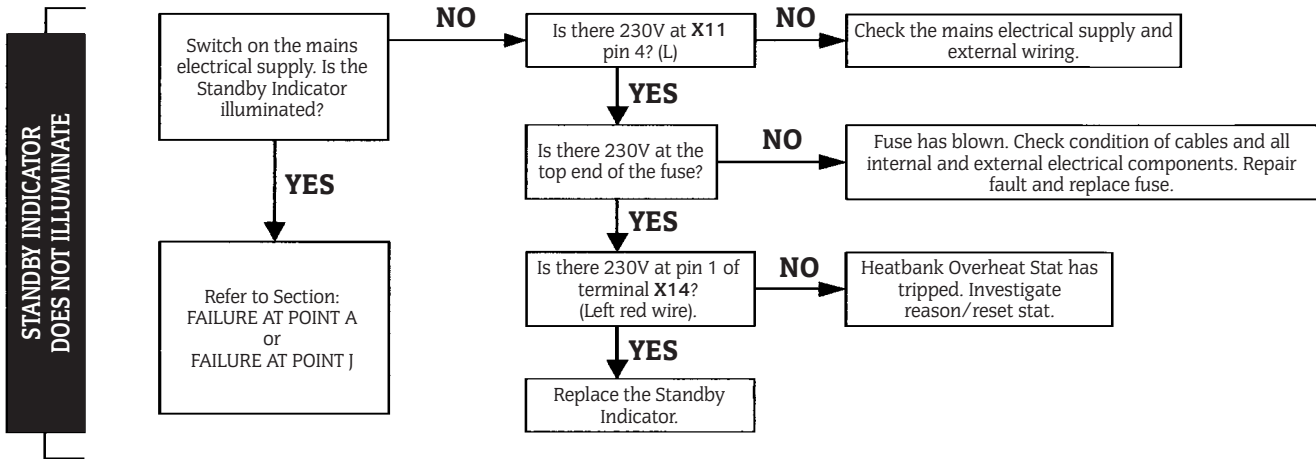 STANDBY INDICATOR
DOES NOT ILLUMINATE
Switch on the mains
electrical supply. Is the
Standby Indicator
illuminated?
NO
YES
Refer to Section:
FAILURE AT POINT A
or
FAILURE AT POINT J
Is there 230V at X11
pin 4? (L)
NO
Check the mains electrical supply and
external wiring.
YES
Is there 230V at the
top end of the fuse?
NO
Fuse has blown. Check condition of cables and all
internal and external electrical components. Repair
fault and replace fuse.
YES
Is there 230V at pin 1 of
terminal X14?
(Left red wire).
NO
Heatbank Overheat Stat has
tripped. Investigate
reason/reset stat.
YES
Replace the Standby
Indicator.